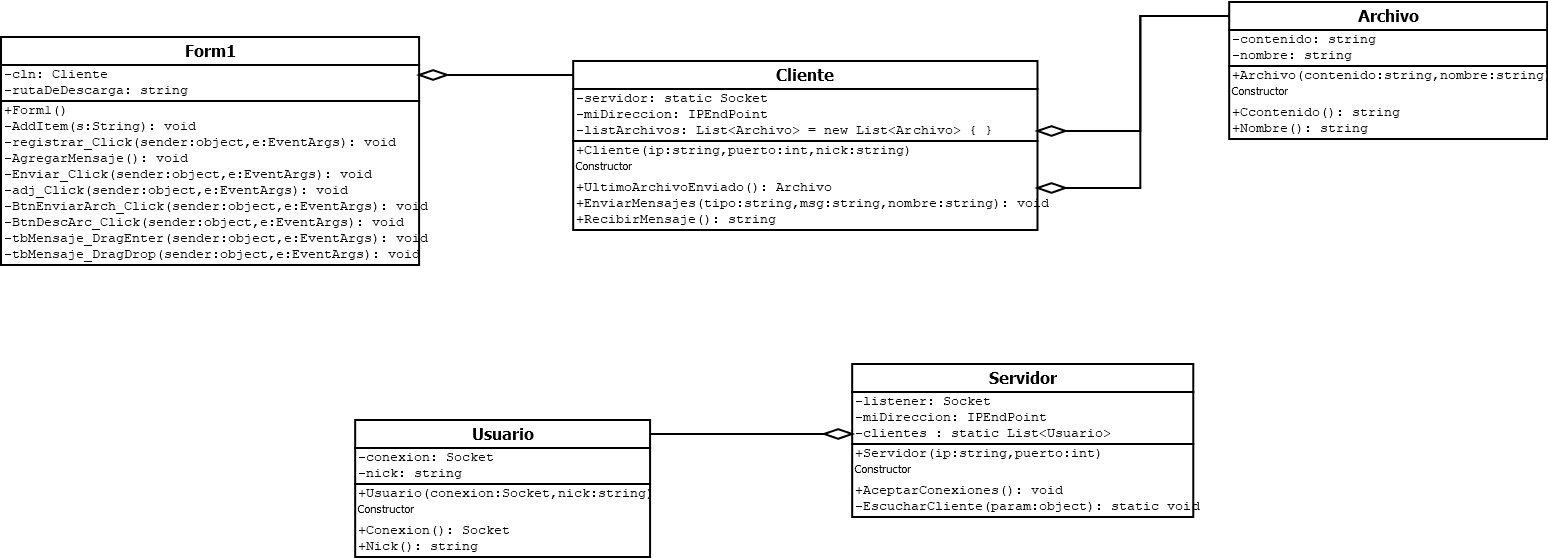 Form1
-cln: Cliente
-rutaDeDescarga: string
+Form1()
-AddItem(s:String): void
-registrar_Click(sender:object,e:EventArgs): void
-AgregarMensaje(): void
-Enviar_Click(sender:object,e:EventArgs): void
-adj_Click(sender:object,e:EventArgs): void
-BtnEnviarArch_Click(sender:object,e:EventArgs): void
-BtnDescArc_Click(sender:object,e:EventArgs): void
-tbMensaje_DragEnter(sender:object,e:EventArgs): void
-tbMensaje_DragDrop(sender:object,e:EventArgs): void
Cliente
-servidor: static Socket
-miDireccion: IPEndPoint
-listArchivos: List<Archivo> = new List<Archivo> { }
+Cliente(ip:string,puerto:int,nick:string)
Constructor
+UltimoArchivoEnviado(): Archivo
+EnviarMensajes(tipo:string,msg:string,nombre:string): void
+RecibirMensaje(): string
Archivo
-contenido: string
-nombre: string
+Archivo(contenido:string,nombre:string
Constructor
+Ccontenido(): string
+Nombre(): string
Usuario
-conexion: Socket
-nick: string
+Usuario(conexion:Socket,nick:string)
Constructor
+Conexion(): Socket
+Nick(): string
Servidor
-listener: Socket
-miDireccion: IPEndPoint
-clientes : static List<Usuario>
+Servidor(ip:string,puerto:int)
Constructor
+AceptarConexiones(): void
-EscucharCliente(param:object): static void